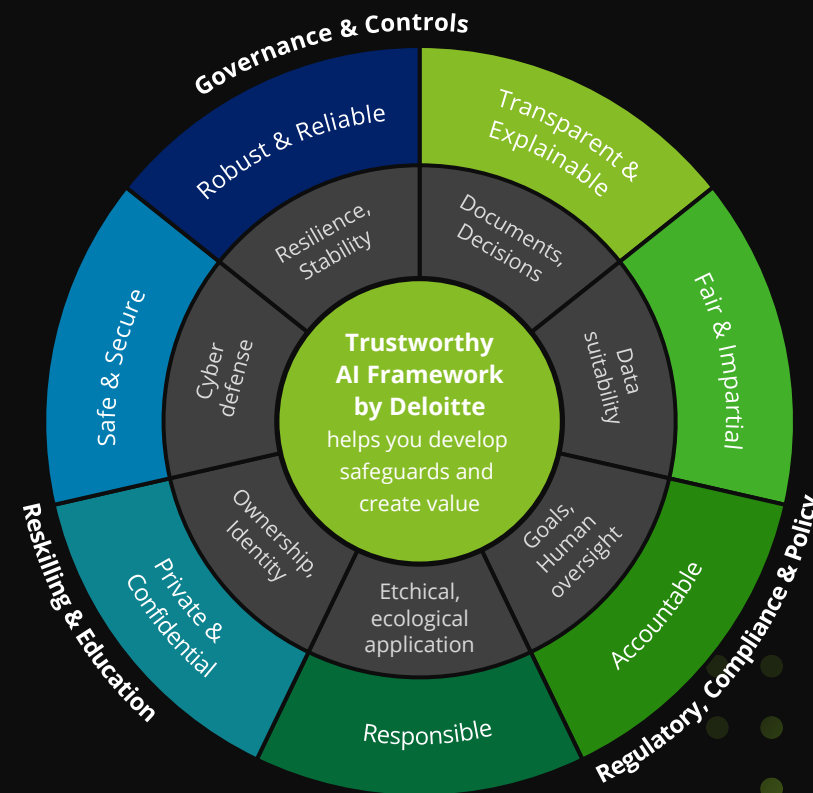 Governance & Controls
Robust & Reliable
Transparent &
Explainable
Resilience,
Stability
Documents,
Decisions
Safe & Secure
Cyber
defense
Trustworthy
AI Framework
by Deloitte
helps you develop
safeguards and
create value
Data
suitability
Fair & Impartial
Ownership,
Identity
Goals,
Human
oversight
Etchical,
ecological
application
Private &
Confidential
Accountable
Responsible
Reskilling & Education
Regulatory, Compliance & Policy